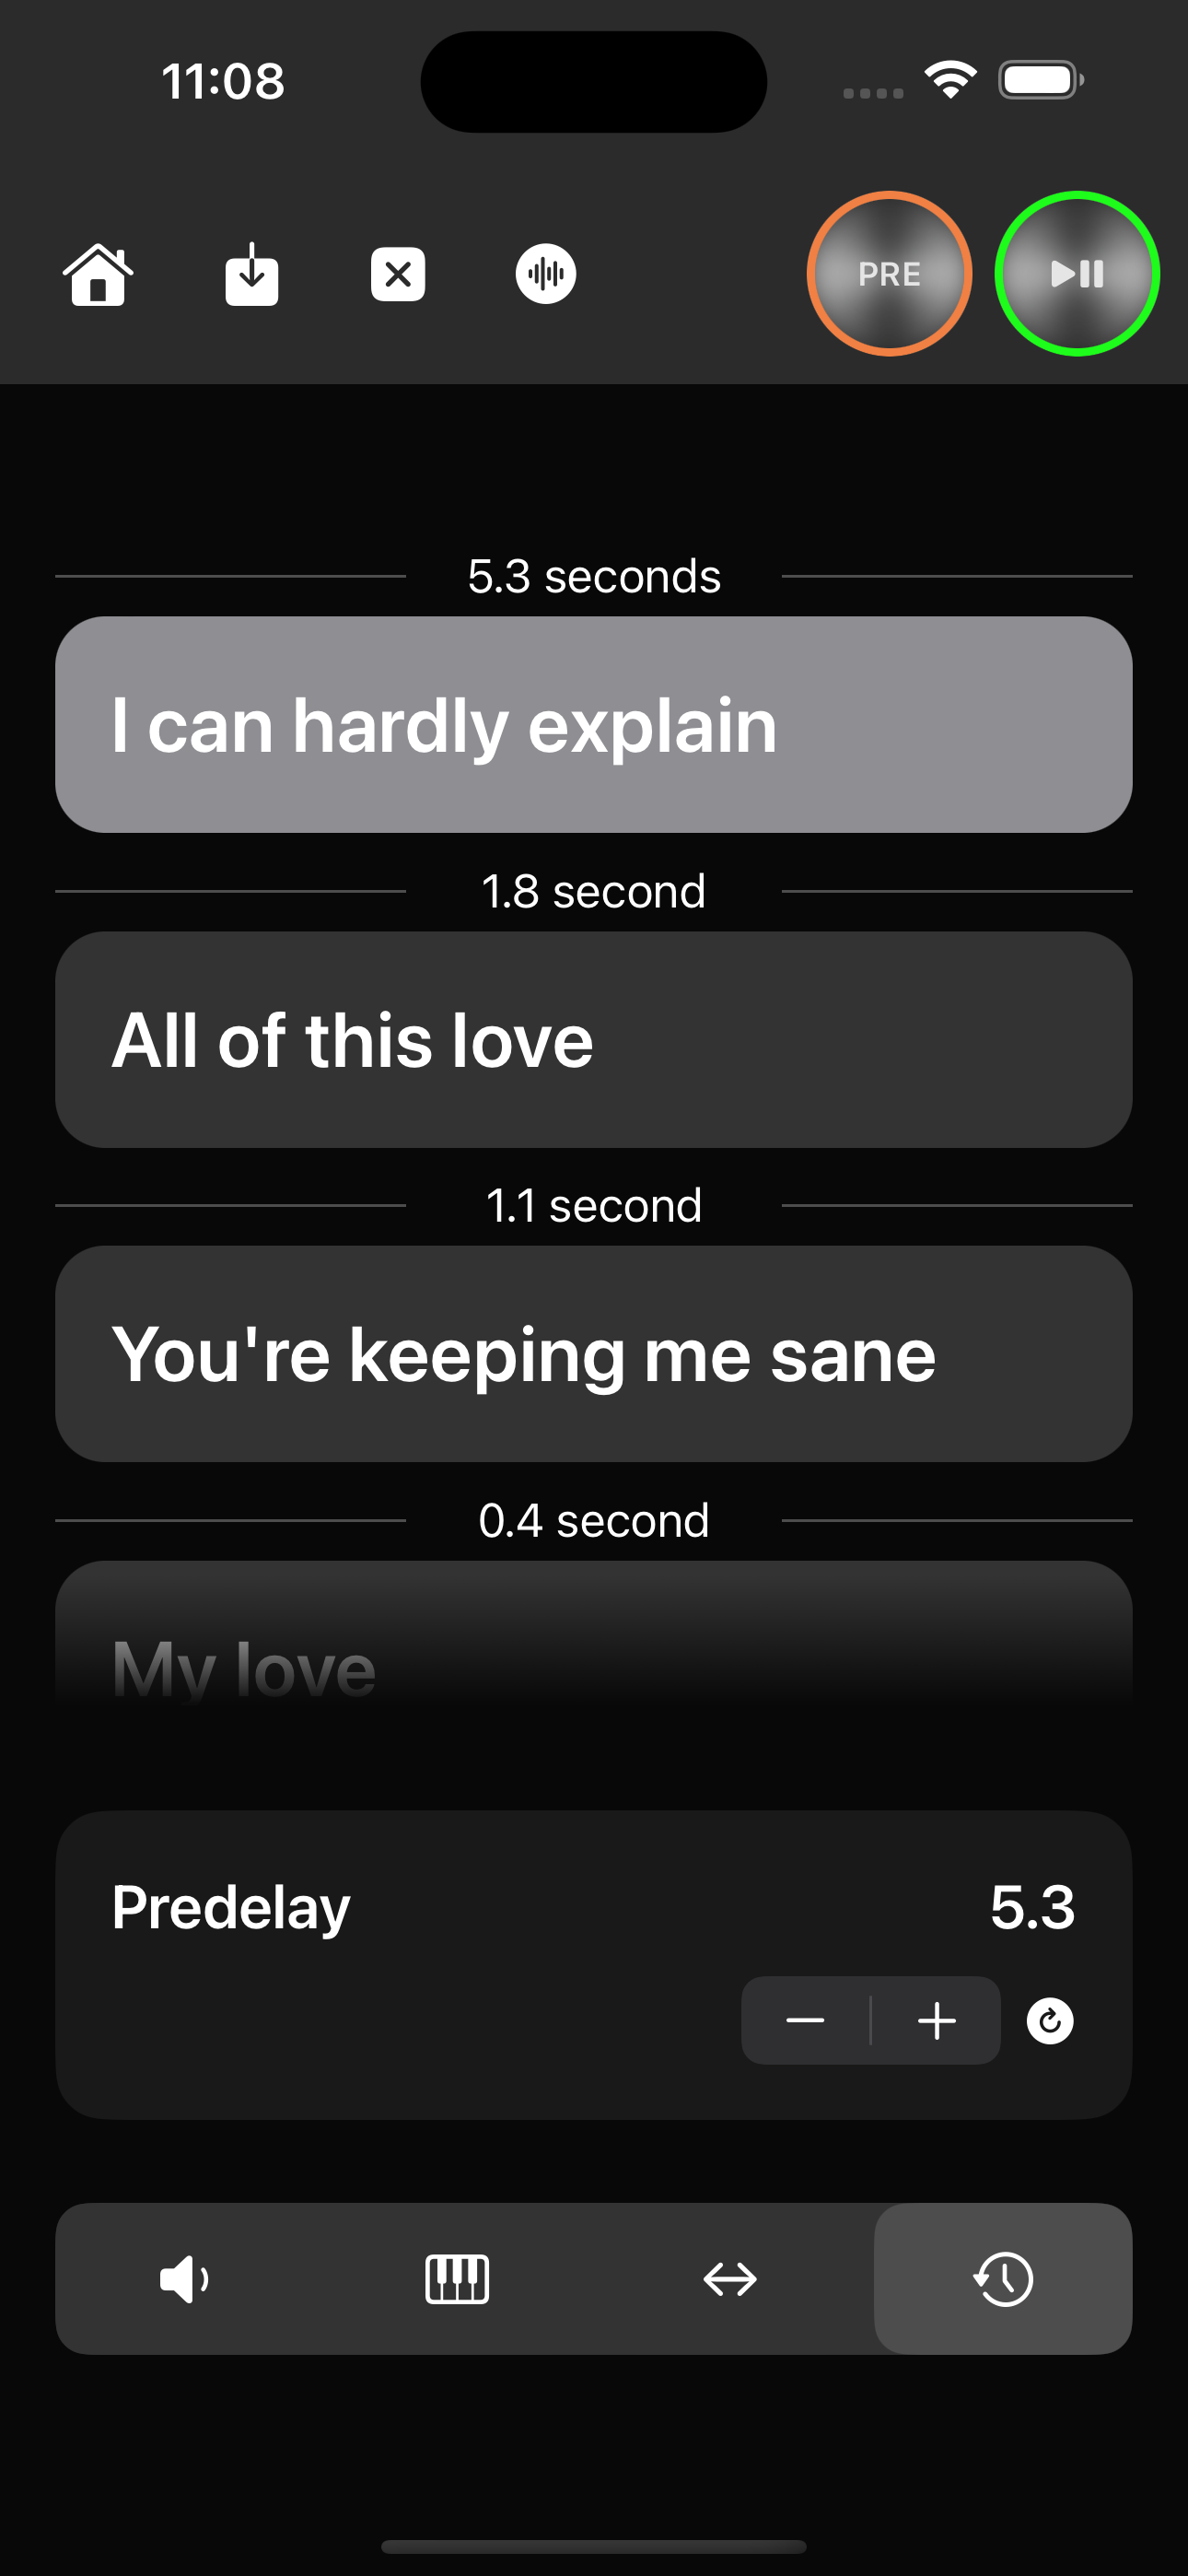 11:08
PRE
5.3 seconds
I can hardly explain
1.8 second
All of this love
1.1 second
You're keeping me sane
0.4 second
My love
Predelay
5.3